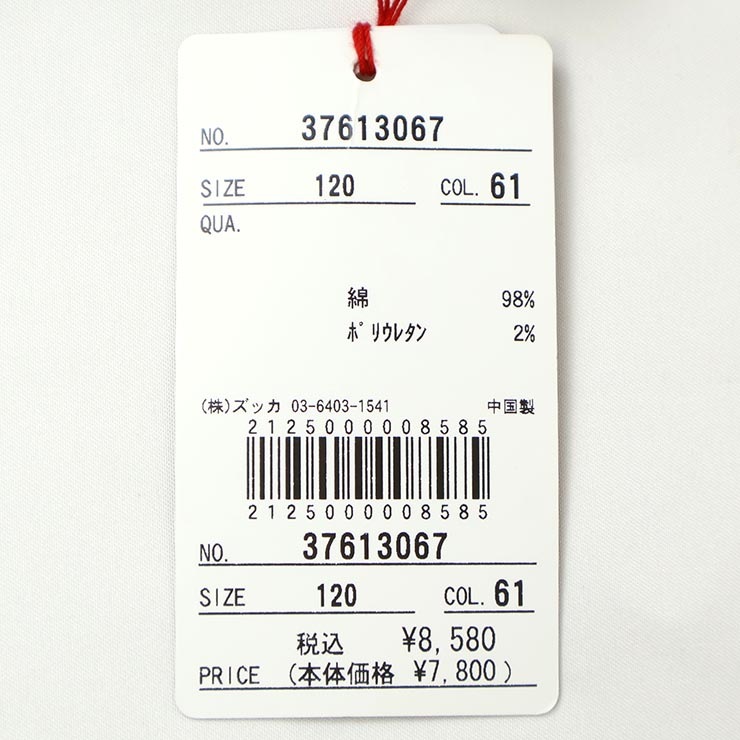 NO. 37613067
SIZE 120 COL. 61
QUA.
綿 98%
ポリウレタン 2%
(株)ズッカ 03-6403-1541 中国製
2125000008585
2125000008585
NO. 37613067
SIZE 120 COL. 61
税込 ¥8,580
PRICE (本体価格 ¥7,800)